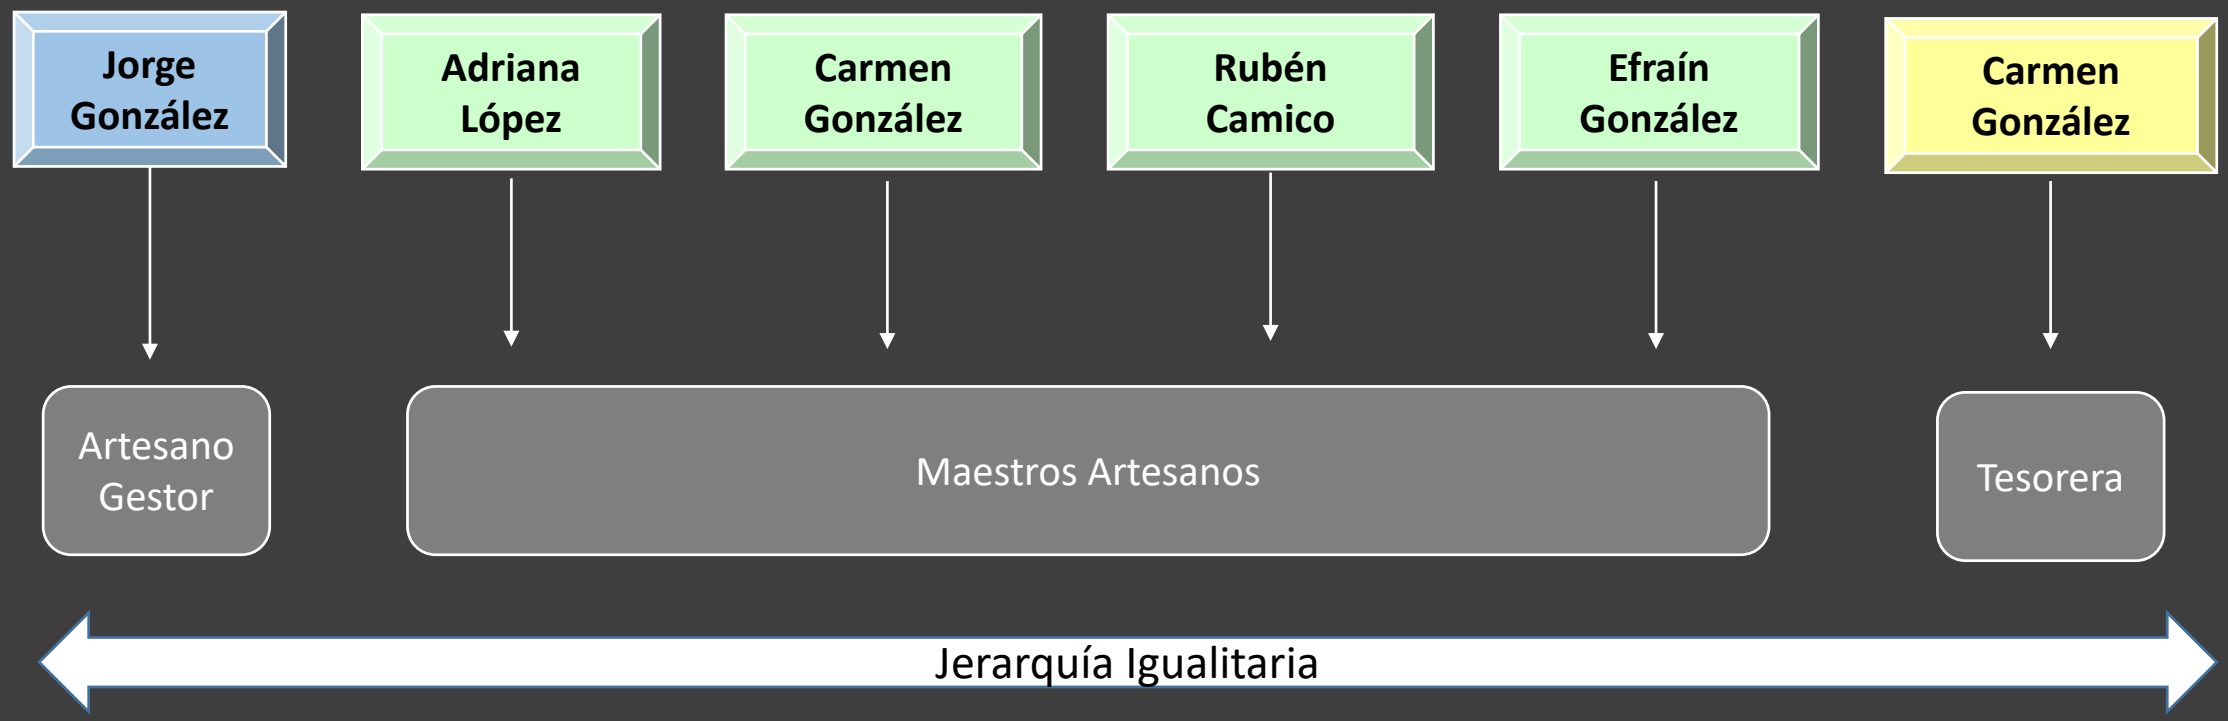 Jorge
González
Adriana
López
Carmen
González
Rubén
Camico
Efraín
González
Carmen
González
Artesano
Gestor
Maestros Artesanos
Tesorera
Jerarquía Igualitaria